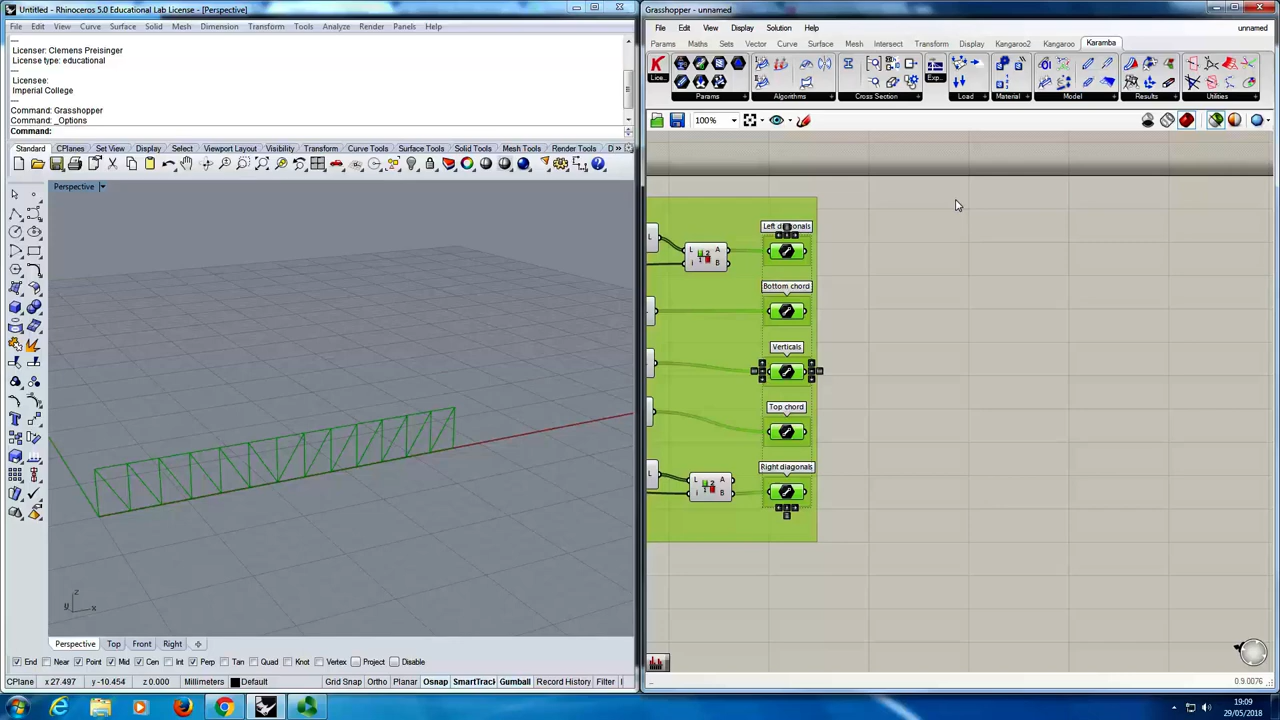 Untitled - Rhinoceros 5.0 Educational Lab License - [Perspective]
File Edit View Curve Surface Solid Mesh Dimension Transform Tools Analyze Render Panels Help
---
Licenser: Clemens Preisinger
License type: educational
---
Licensee:
Imperial College
---
Command: Grasshopper
Command: _Options
Command:
Standard CPlanes Set View Display Select Viewport Layout Visibility Transform Curve Tools Surface Tools Solid Tools Mesh Tools Render Tools D »
Perspective
z
y x
Perspective Top Front Right
End Near Point Mid Cen Int Perp Tan Quad Knot Vertex Project Disable
CPlane x 27.497 y -10.454 z 0.000 Millimeters Default Grid Snap Ortho Planar Osnap SmartTrack Gumball Record History Filter
Grasshopper - unnamed
File Edit View Display Solution Help unnamed
Params Maths Sets Vector Curve Surface Mesh Intersect Transform Display Kangaroo2 Kangaroo Karamba
Lice... Exp...
Params Algorithms Cross Section Load Material Model Results Utilities
100%
Left diagonals
L
L A
i B
Bottom chord
Verticals
Top chord
Right diagonals
L
L A
i B
0.9.0076
19:09
29/05/2018